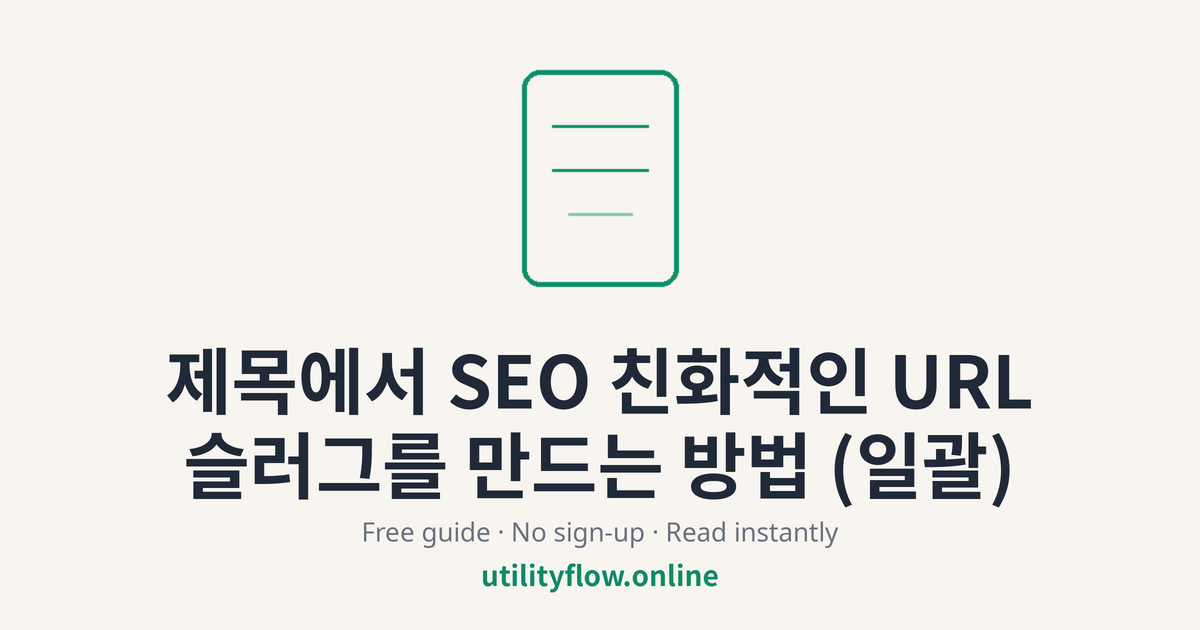 제목에서 SEO 친화적인 URL
슬러그를 만드는 방법 (일괄)
Free guide · No sign-up · Read instantly
utilityflow.online